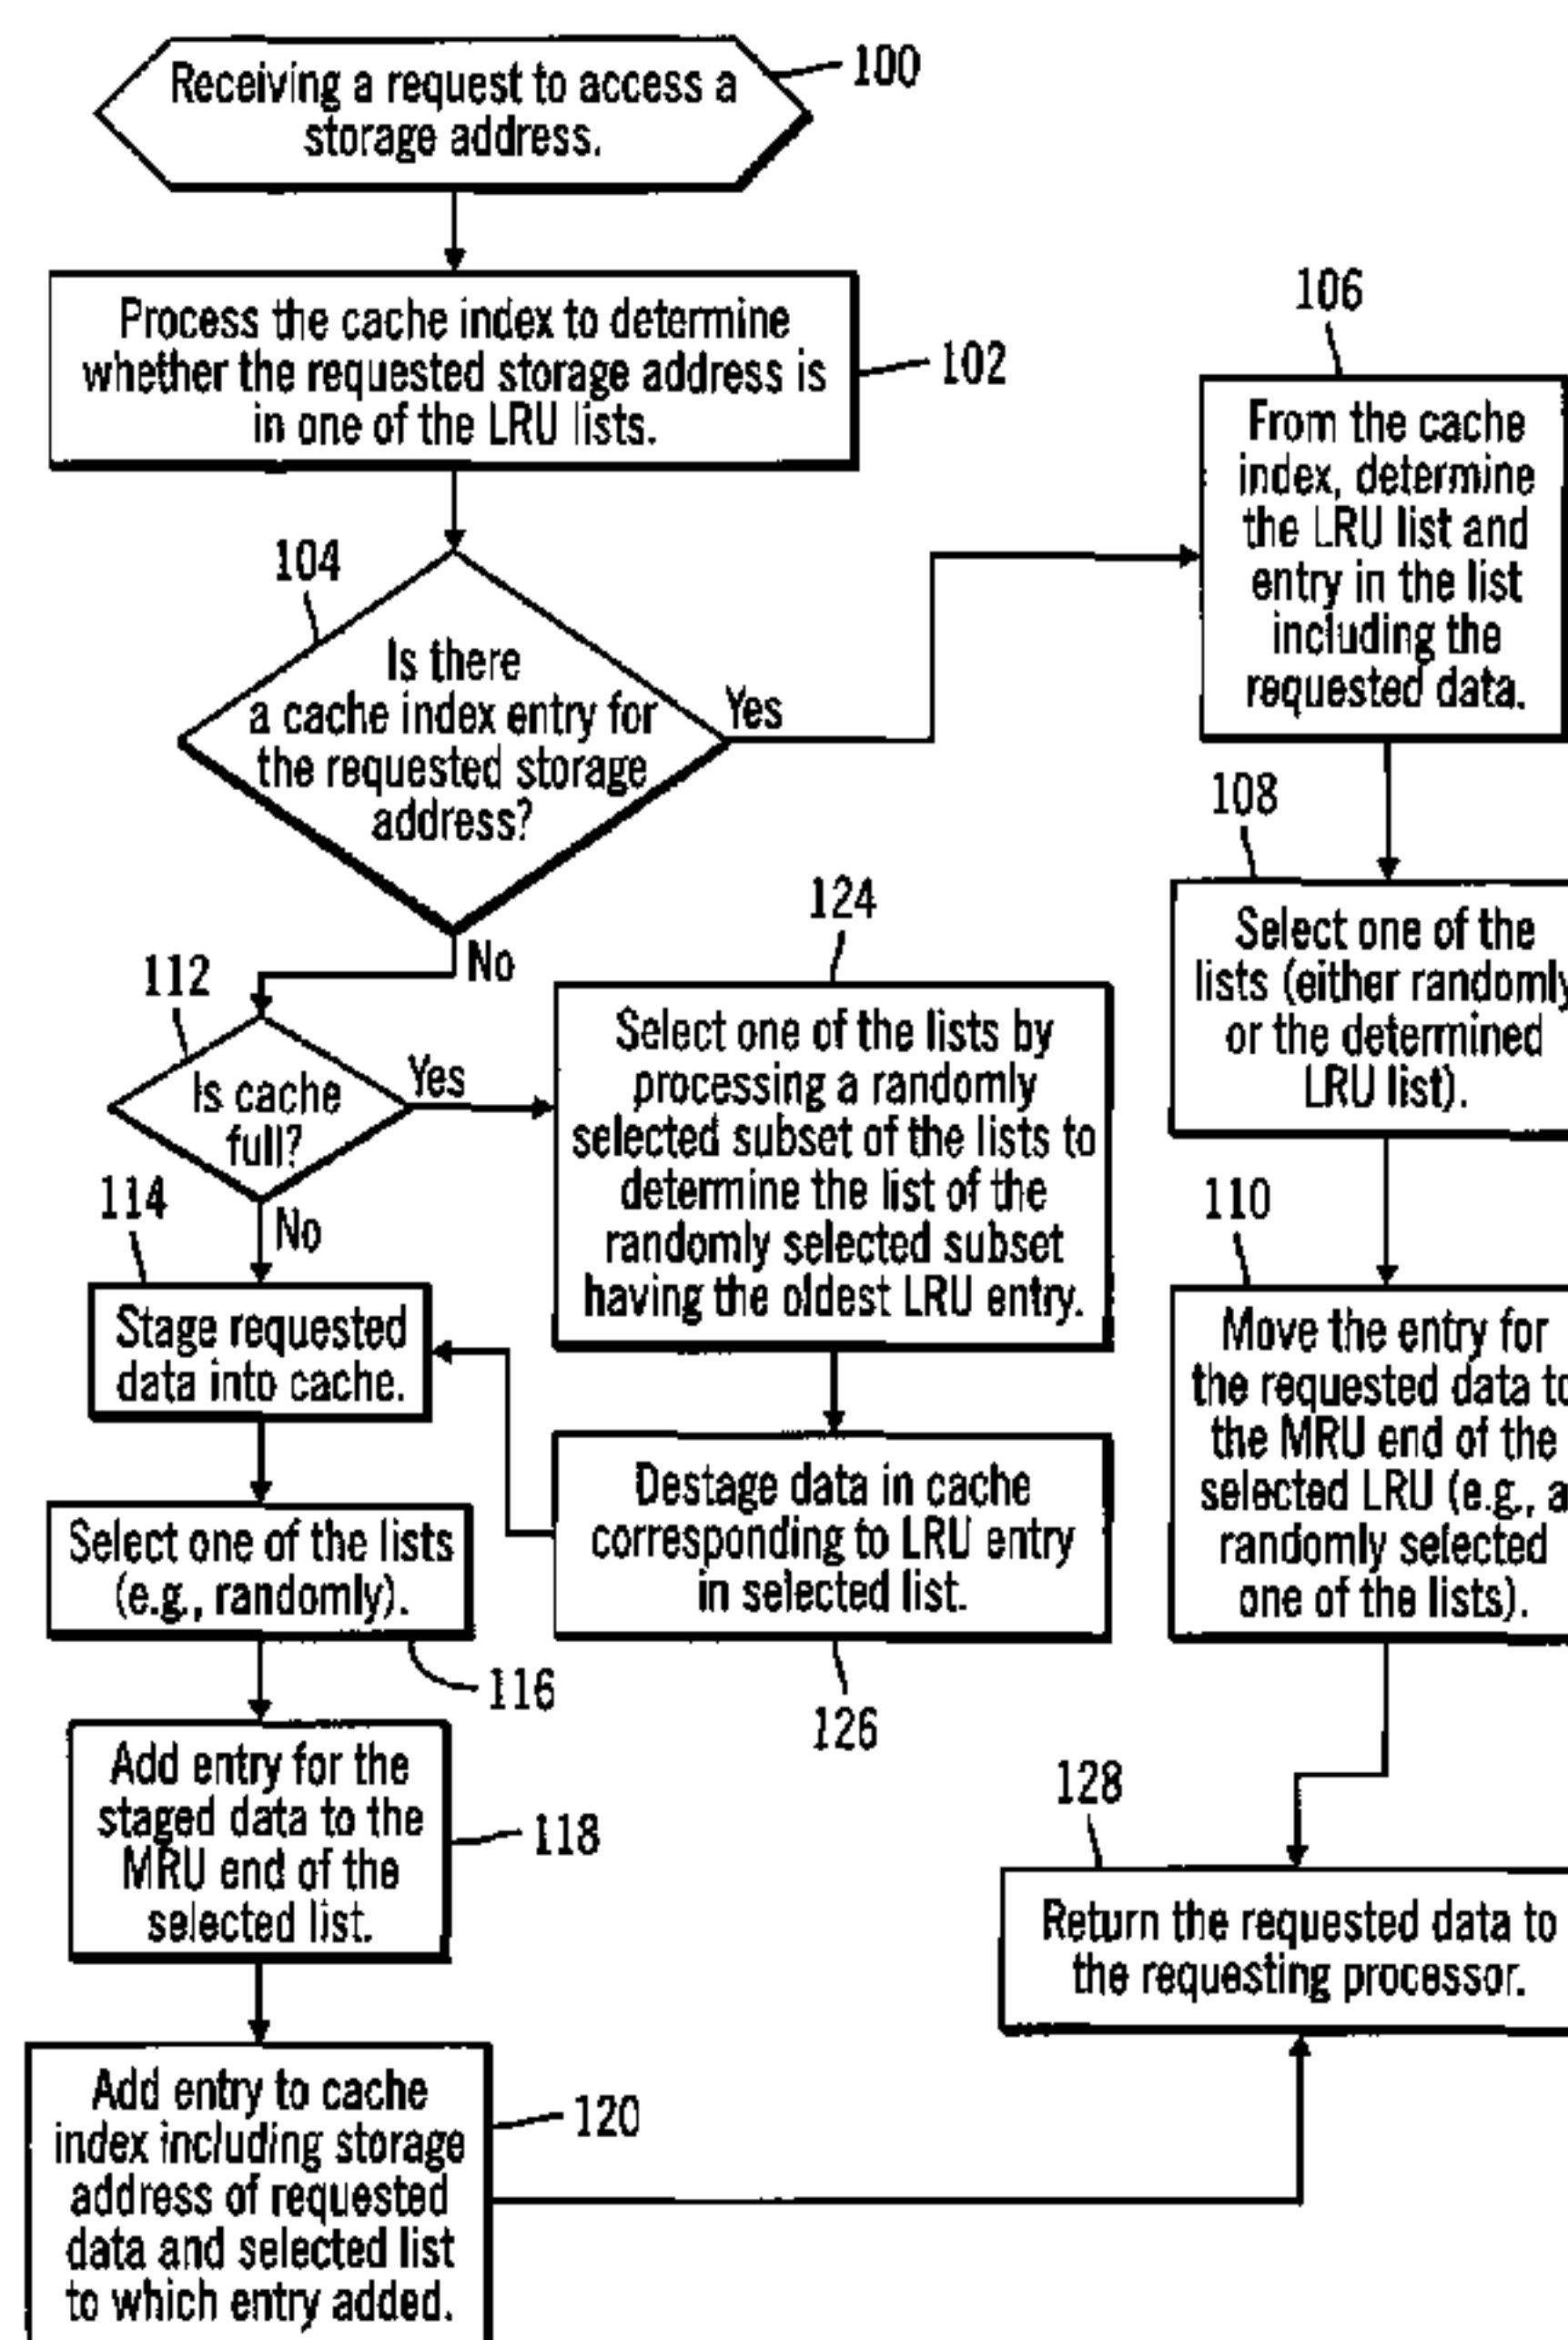 Receiving a request to access a
storage address.
100
Process the cache index to determine
whether the requested storage address is
in one of the LRU lists.
102
104
Is there
a cache index entry for
the requested storage
address?
Yes
No
106
From the cache
index, determine
the LRU list and
entry in the list
including the
requested data.
108
Select one of the
lists (either randomly
or the determined
LRU list).
110
Move the entry for
the requested data to
the MRU end of the
selected LRU (e.g., a
randomly selected
one of the lists).
112
Is cache
full?
Yes
No
124
Select one of the lists by
processing a randomly
selected subset of the lists to
determine the list of the
randomly selected subset
having the oldest LRU entry.
114
Stage requested
data into cache.
Destage data in cache
corresponding to LRU entry
in selected list.
126
Select one of the lists
(e.g., randomly).
116
Add entry for the
staged data to the
MRU end of the
selected list.
118
128
Return the requested data to
the requesting processor.
Add entry to cache
index including storage
address of requested
data and selected list
to which entry added.
120